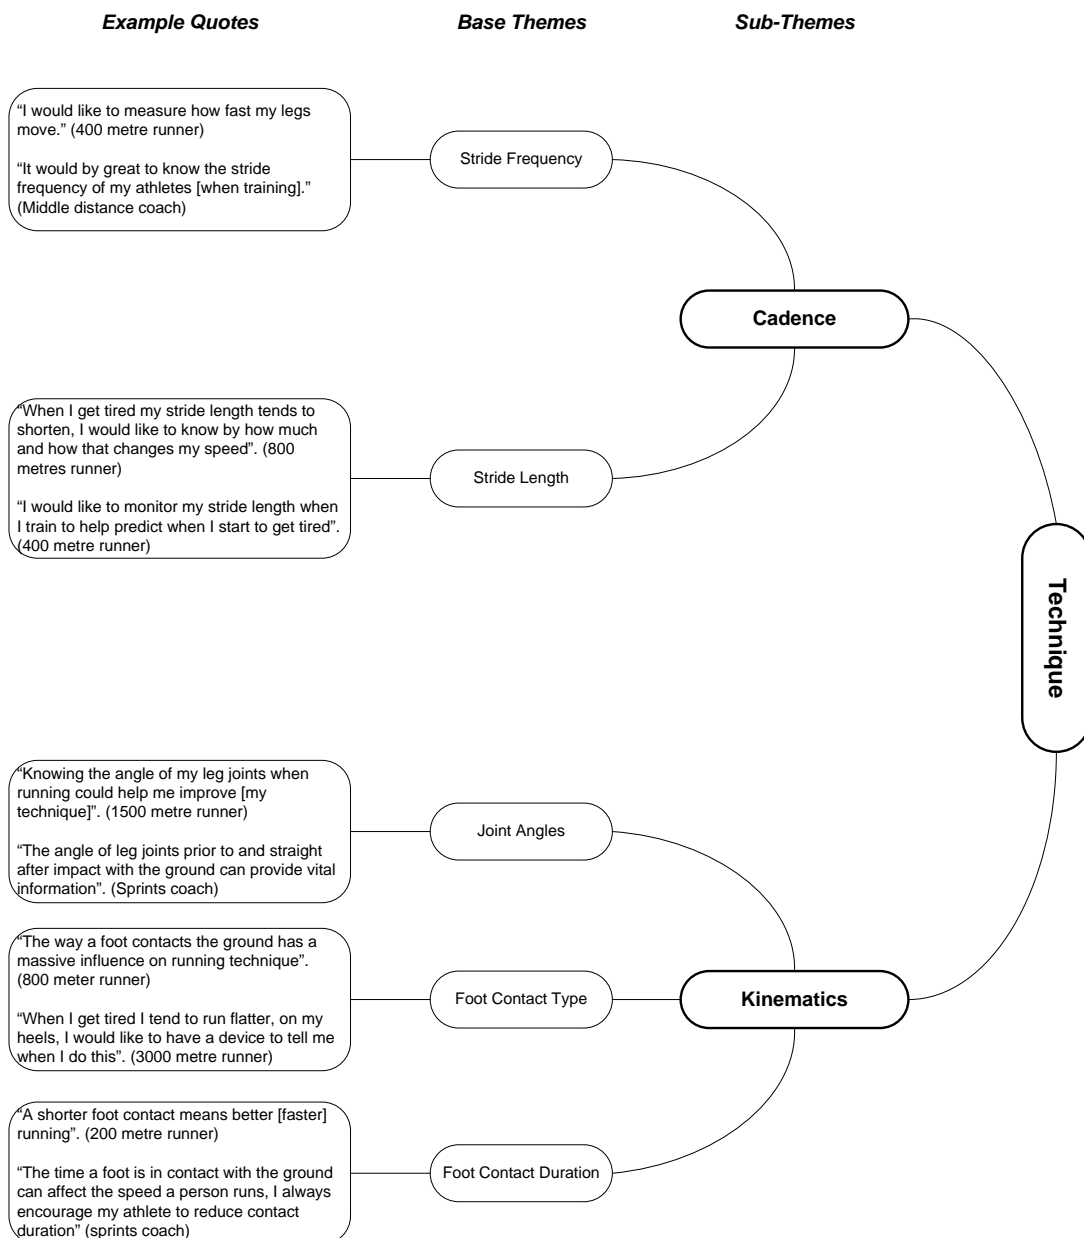 Example Quotes
Base Themes
Sub-Themes
“I would like to measure how fast my legs
move.” (400 metre runner)
“It would by great to know the stride
frequency of my athletes [when training].”
(Middle distance coach)
Stride Frequency
Cadence
“When I get tired my stride length tends to
shorten, I would like to know by how much
and how that changes my speed”. (800
metres runner)
“I would like to monitor my stride length when
I train to help predict when I start to get tired”.
(400 metre runner)
Stride Length
Technique
“Knowing the angle of my leg joints when
running could help me improve [my
technique]”. (1500 metre runner)
“The angle of leg joints prior to and straight
after impact with the ground can provide vital
information”. (Sprints coach)
Joint Angles
“The way a foot contacts the ground has a
massive influence on running technique”.
(800 meter runner)
“When I get tired I tend to run flatter, on my
heels, I would like to have a device to tell me
when I do this”. (3000 metre runner)
Foot Contact Type
Kinematics
“A shorter foot contact means better [faster]
running”. (200 metre runner)
“The time a foot is in contact with the ground
can affect the speed a person runs, I always
encourage my athlete to reduce contact
duration” (sprints coach)
Foot Contact Duration